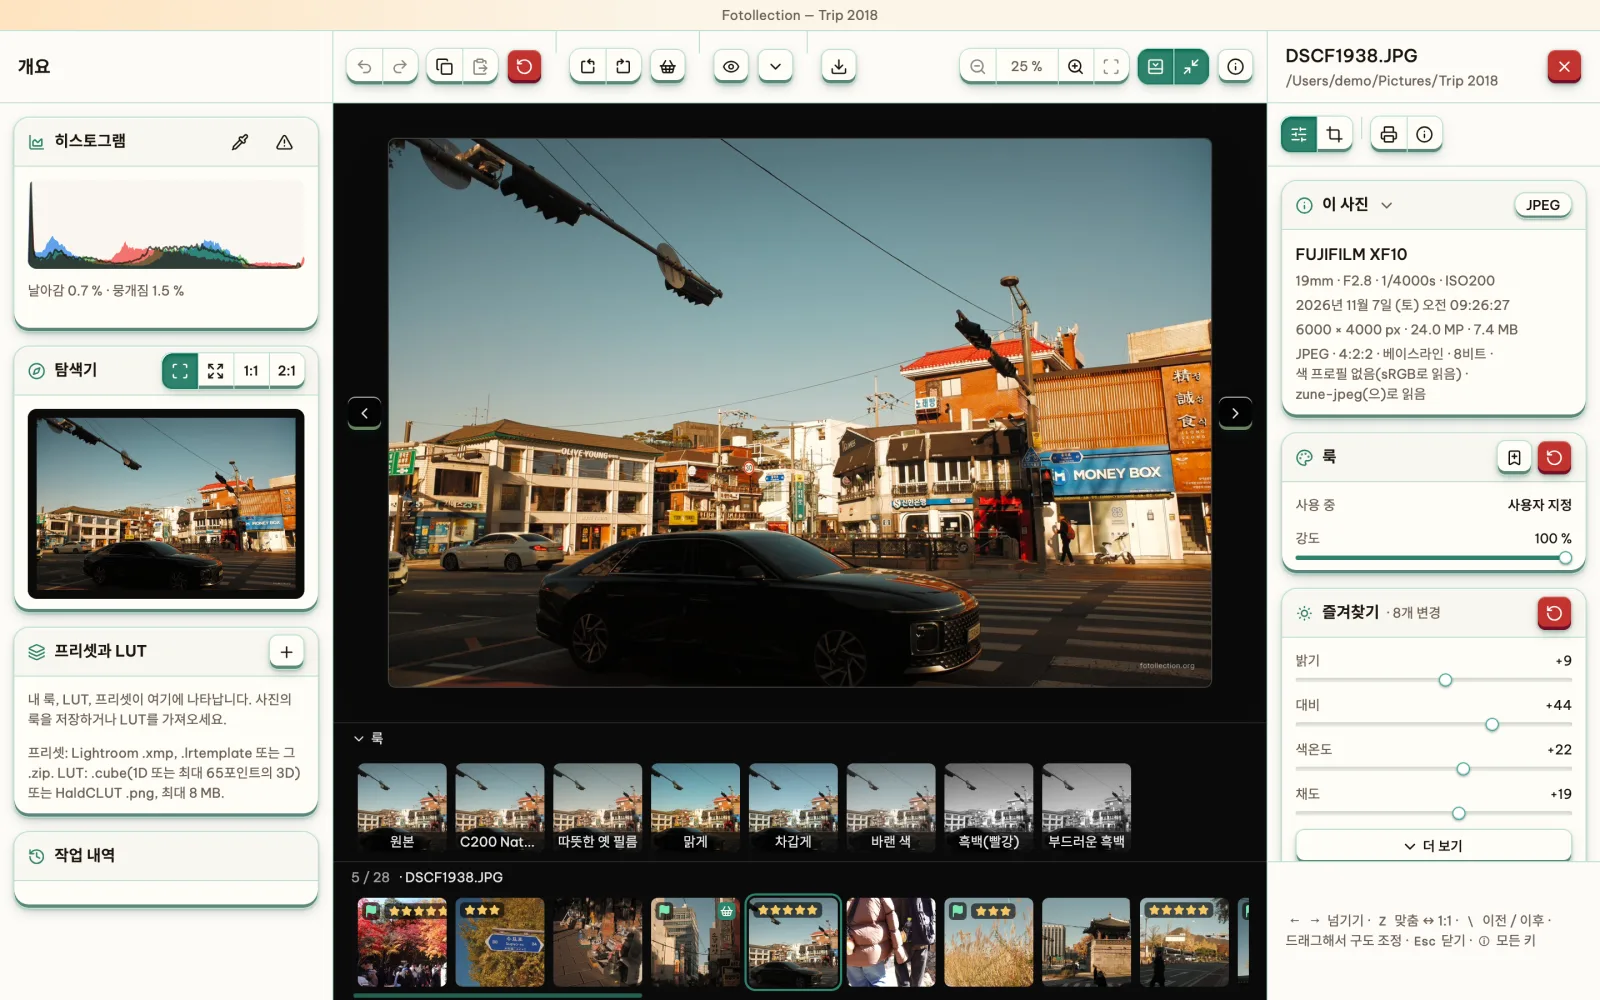 Fotollection — Trip 2018
개요
25 %
DSCF1938.JPG
/Users/demo/Pictures/Trip 2018
히스토그램
날아감 0.7 % · 뭉개짐 1.5 %
탐색기
1:1
2:1
프리셋과 LUT
내 룩, LUT, 프리셋이 여기에 나타납니다. 사진의
룩을 저장하거나 LUT를 가져오세요.
프리셋: Lightroom .xmp, .lrtemplate 또는 그
.zip. LUT: .cube(1D 또는 최대 65포인트의 3D)
또는 HaldCLUT .png, 최대 8 MB.
작업 내역
노래방
OLIVE YOUNG
신한은행
MONEY BOX
精
誠
食
fotollection.org
룩
원본
C200 Nat...
따뜻한 옛 필름
맑게
차갑게
바랜 색
흑백(빨강)
부드러운 흑백
5 / 28 · DSCF1938.JPG
이 사진
JPEG
FUJIFILM XF10
19mm · F2.8 · 1/4000s · ISO200
2026년 11월 7일 (토) 오전 09:26:27
6000 × 4000 px · 24.0 MP · 7.4 MB
JPEG · 4:2:2 · 베이스라인 · 8비트 ·
색 프로필 없음(sRGB로 읽음) ·
zune-jpeg(으)로 읽음
룩
사용 중
사용자 지정
강도
100 %
즐겨찾기 · 8개 변경
밝기
+9
대비
+44
색온도
+22
채도
+19
더 보기
← → 넘기기 · Z 맞춤 ↔ 1:1 · \ 이전 / 이후 ·
드래그해서 구도 조정 · Esc 닫기 · ⓘ 모든 키